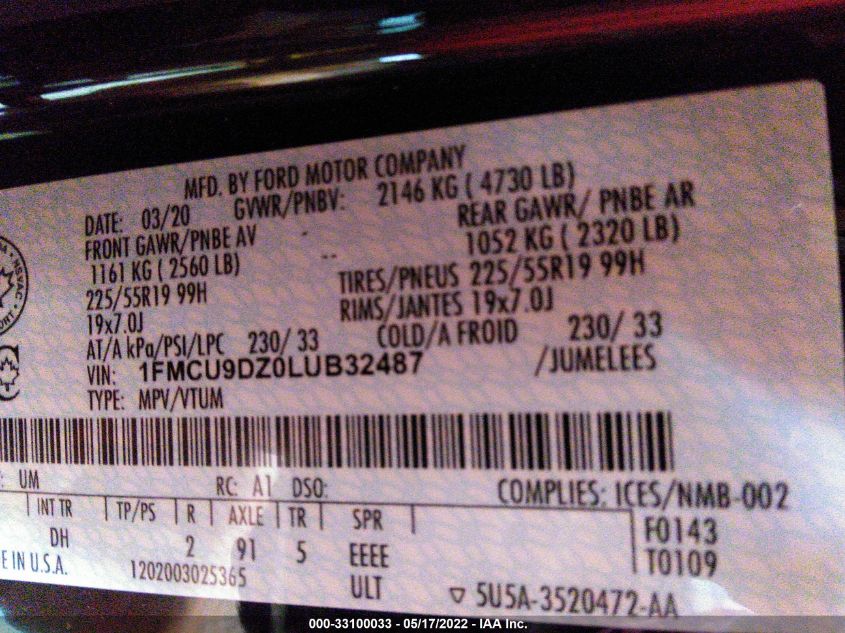 MFD. BY FORD MOTOR COMPANY
DATE: 03/20 GVWR/PNBV: 2146 KG ( 4730 LB)
FRONT GAWR/PNBE AV REAR GAWR/ PNBE AR
1161 KG ( 2560 LB) 1052 KG ( 2320 LB)
225/55R19 99H TIRES/PNEUS 225/55R19 99H
19x7.0J RIMS/JANTES 19x7.0J
AT/A kPa/PSI/LPC 230/ 33 COLD/A FROID 230/ 33
VIN: 1FMCU9DZ0LUB32487 /JUMELEES
TYPE: MPV/VTUM
: UM RC: A1 DSO: COMPLIES: ICES/NMB-002
INT TR TP/PS R AXLE TR SPR F0143
DH 2 91 5 EEEE T0109
E IN U.S.A. 1202003025365 ULT ▽ 5U5A-3520472-AA
000-33100033 - 05/17/2022 - IAA Inc.